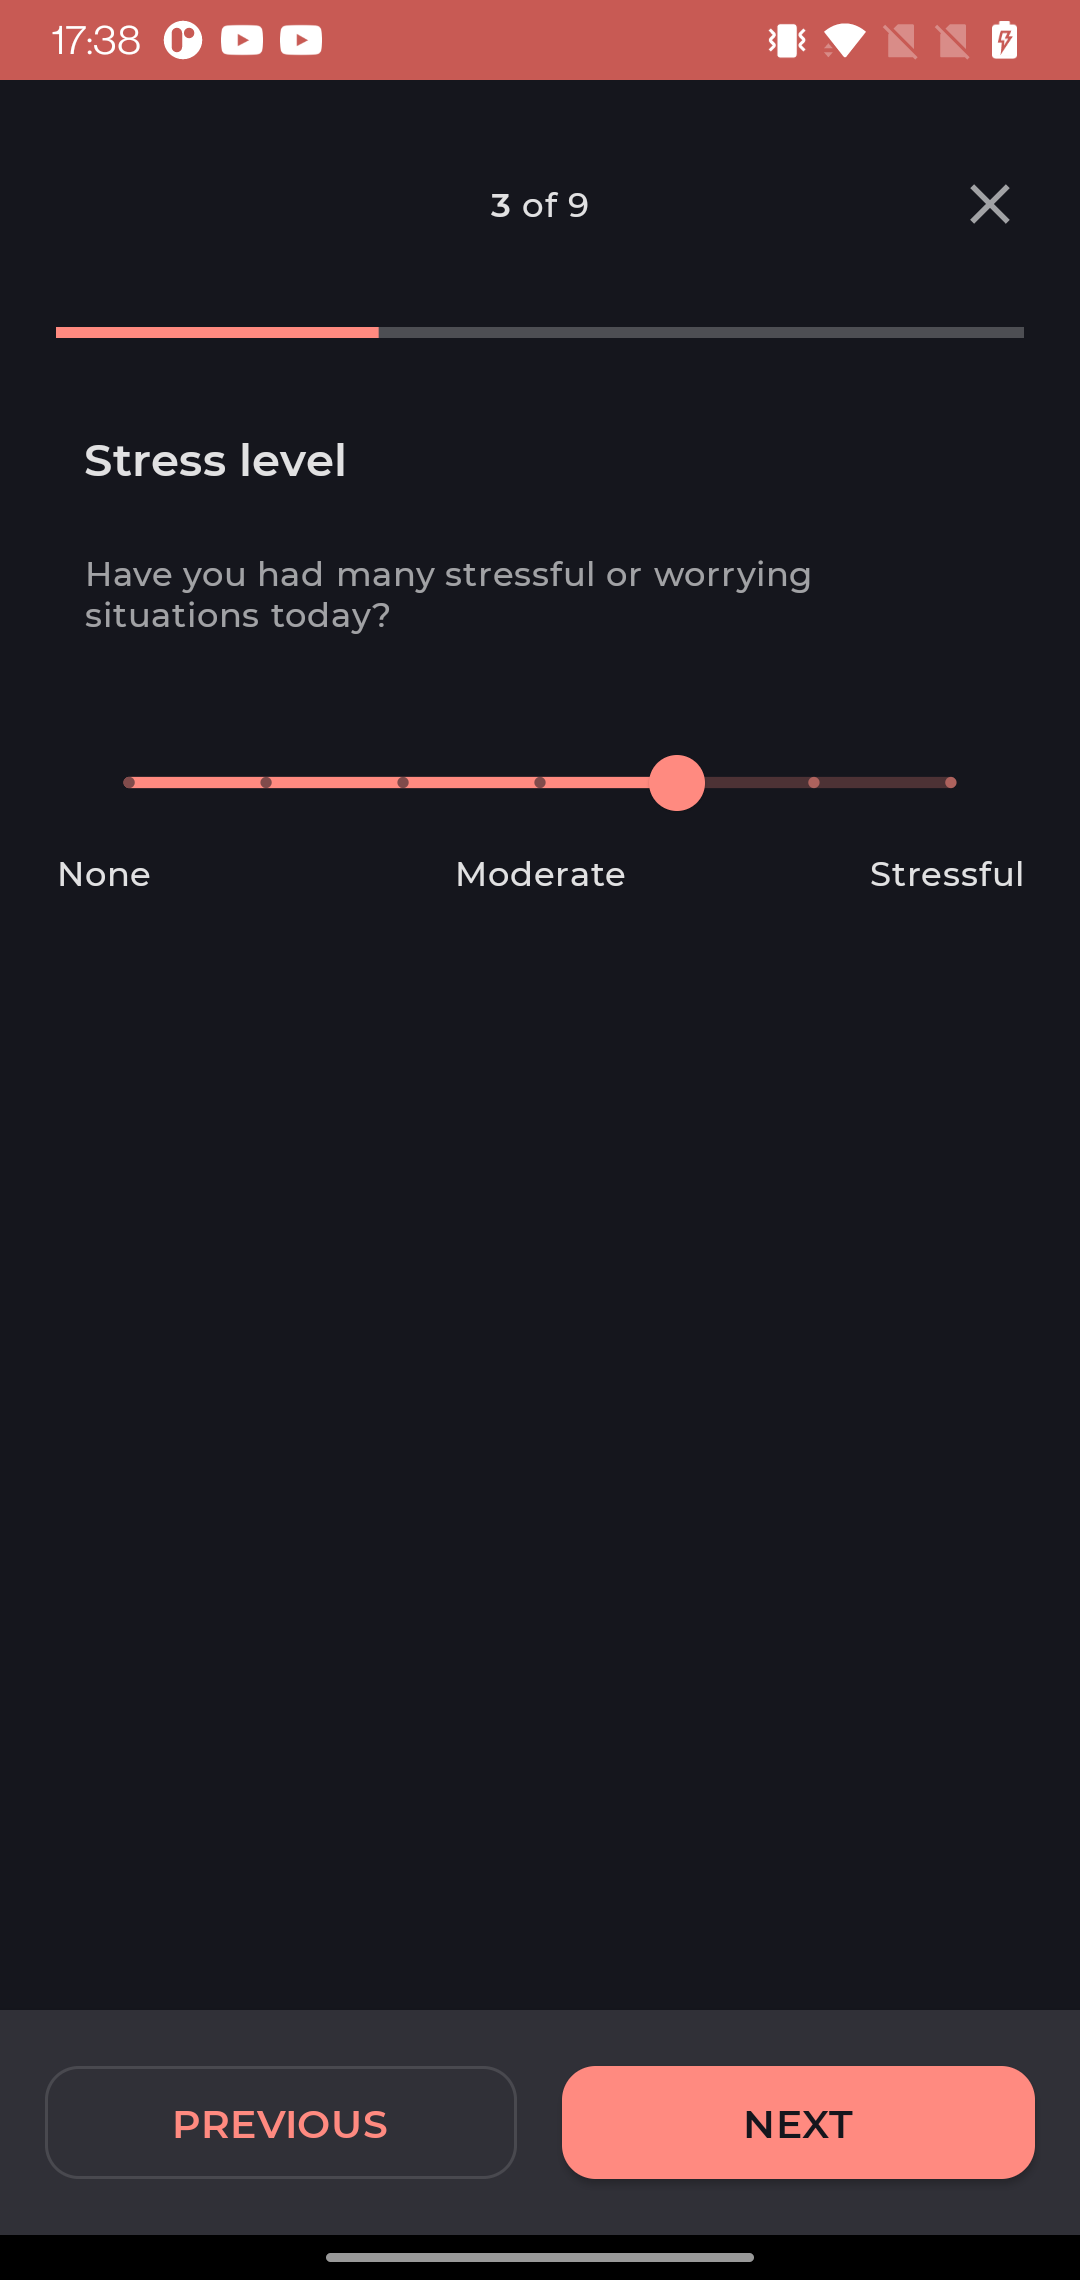 17:38
3 of 9
Stress level
Have you had many stressful or worrying
situations today?
None Moderate Stressful
PREVIOUS NEXT